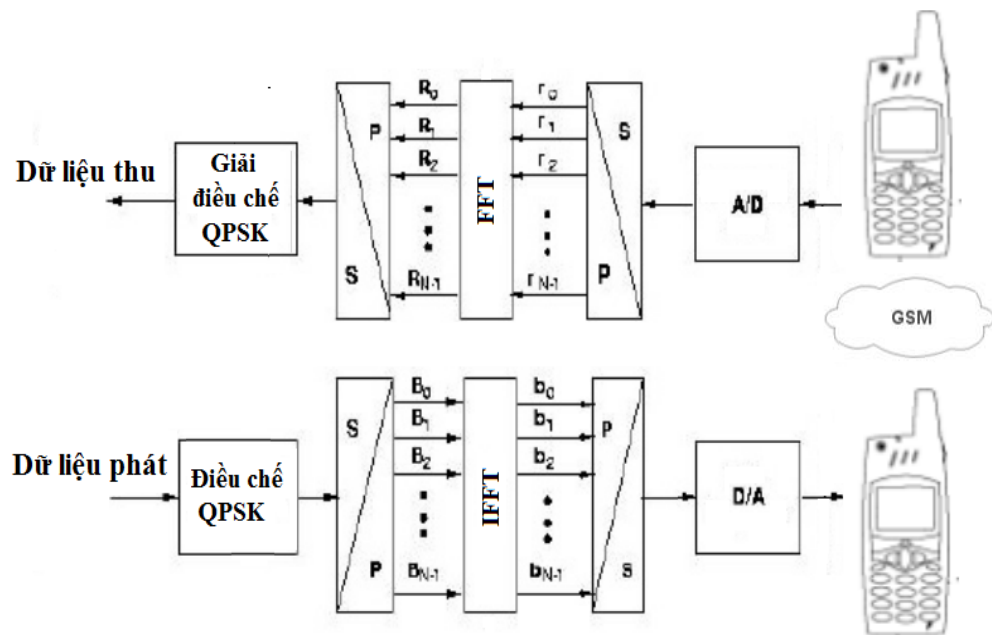 R0
R1
R2
RN-1
r0
r1
r2
rN-1
P
S
FFT
S
P
A/D
Dữ liệu thu
Giải
điều chế
QPSK
GSM
Dữ liệu phát
Điều chế
QPSK
S
P
B0
B1
B2
BN-1
IFFT
b0
b1
b2
bN-1
P
S
D/A